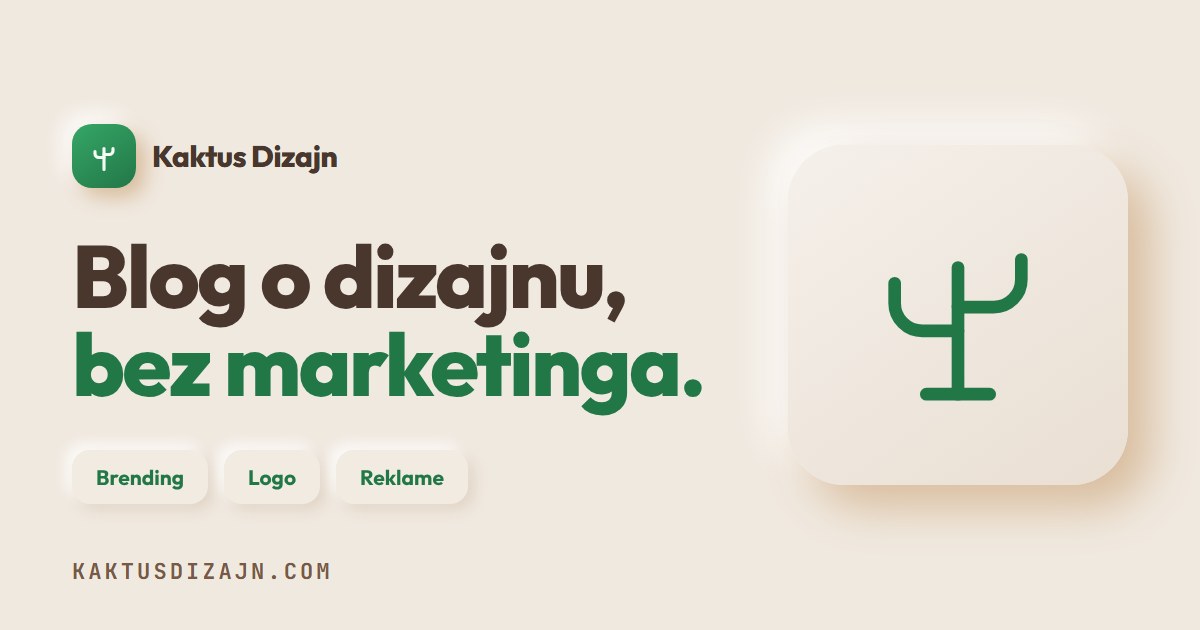 Kaktus Dizajn
Blog o dizajnu,
bez marketinga.
Brending
Logo
Reklame
KAKTUSDIZAJN.COM